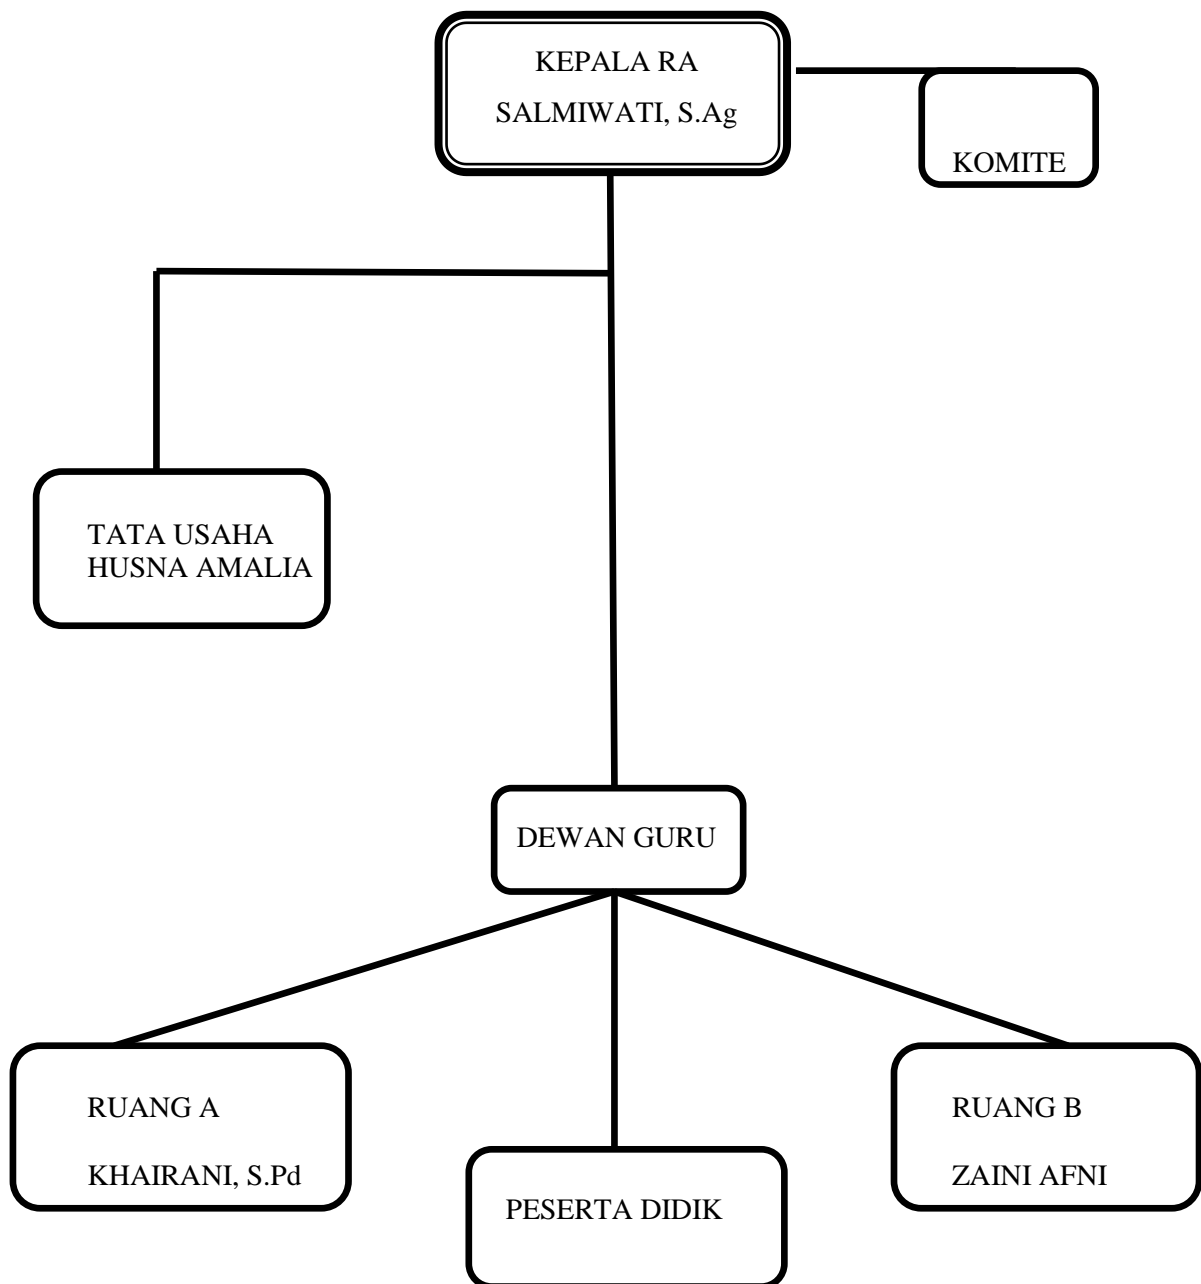 KEPALA RA
SALMIWATI, S.Ag
KOMITE
TATA USAHA
HUSNA AMALIA
DEWAN GURU
RUANG A
KHAIRANI, S.Pd
PESERTA DIDIK
RUANG B
ZAINI AFNI